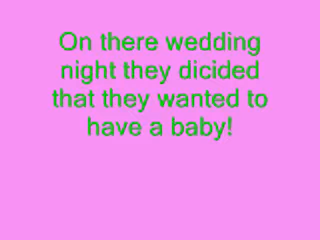 On there wedding
night they dicided
that they wanted to
have a baby!